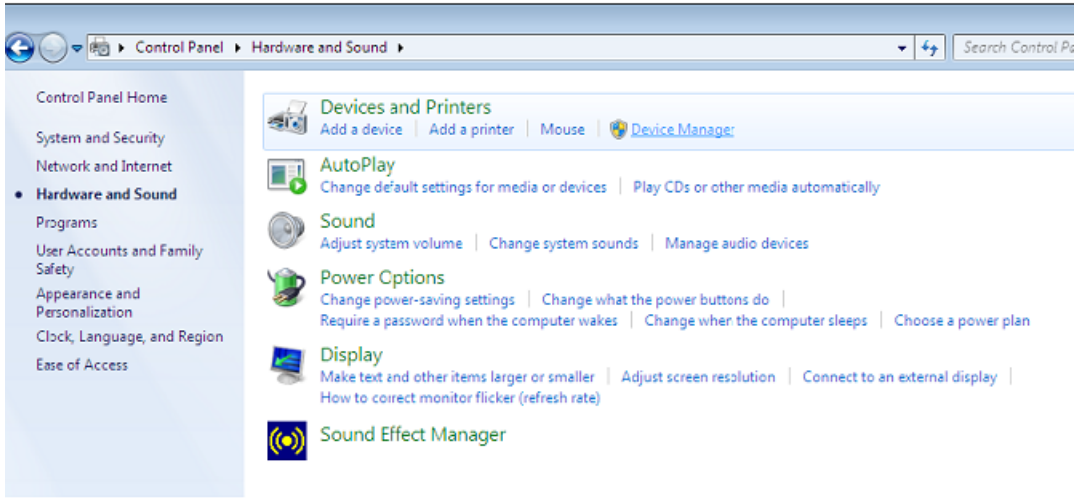 Control Panel Hardware and Sound
Search Control Pa
Control Panel Home
System and Security
Network and Internet
Hardware and Sound
Programs
User Accounts and Family
Safety
Appearance and
Personalization
Clock, Language, and Region
Ease of Access
Devices and Printers
Add a device Add a printer Mouse Device Manager
AutoPlay
Change default settings for media or devices Play CDs or other media automatically
Sound
Adjust system volume Change system sounds Manage audio devices
Power Options
Change power-saving settings Change what the power buttons do
Require a password when the computer wakes Change when the computer sleeps Choose a power plan
Display
Make text and other items larger or smaller Adjust screen resolution Connect to an external display
How to correct monitor flicker (refresh rate)
Sound Effect Manager